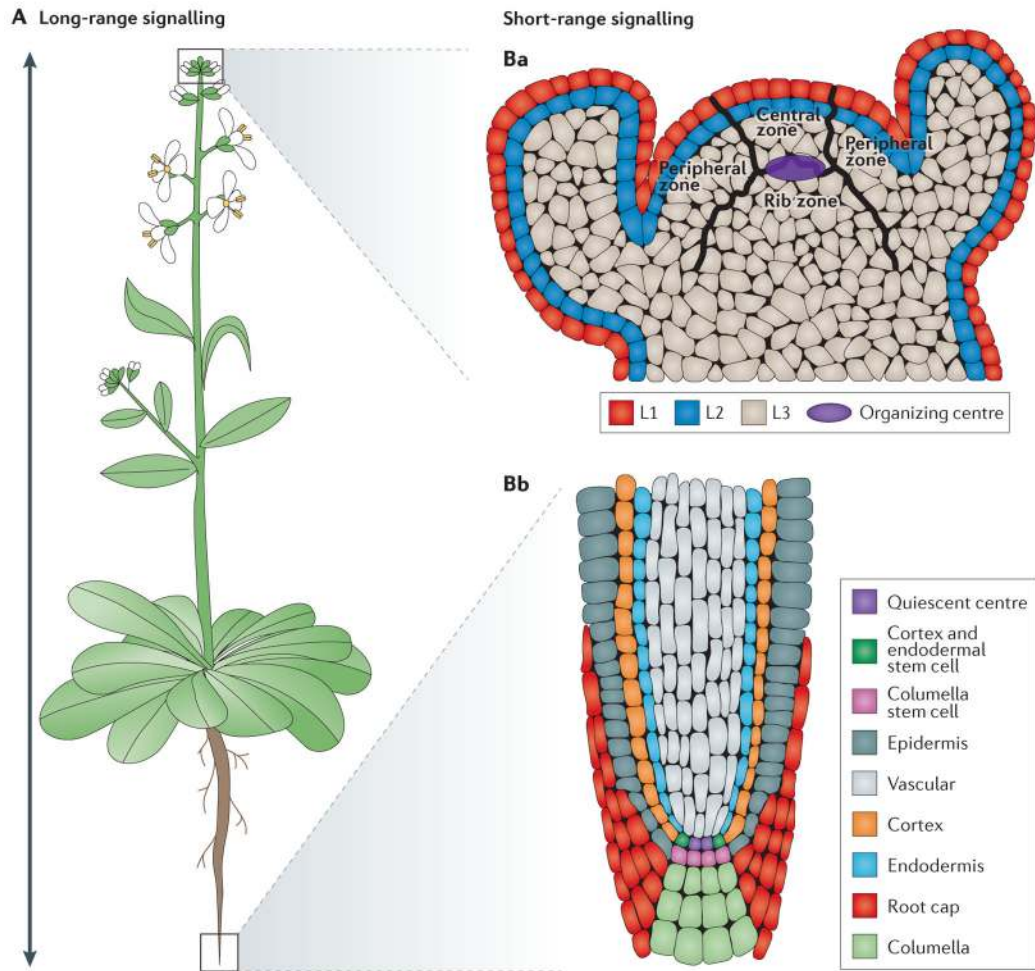 A Long-range signalling
Short-range signalling
Ba
Central
zone
Peripheral
zone
Peripheral
zone
Rib zone
L1 L2 L3 Organizing centre
Bb
Quiescent centre
Cortex and
endodermal
stem cell
Columella
stem cell
Epidermis
Vascular
Cortex
Endodermis
Root cap
Columella